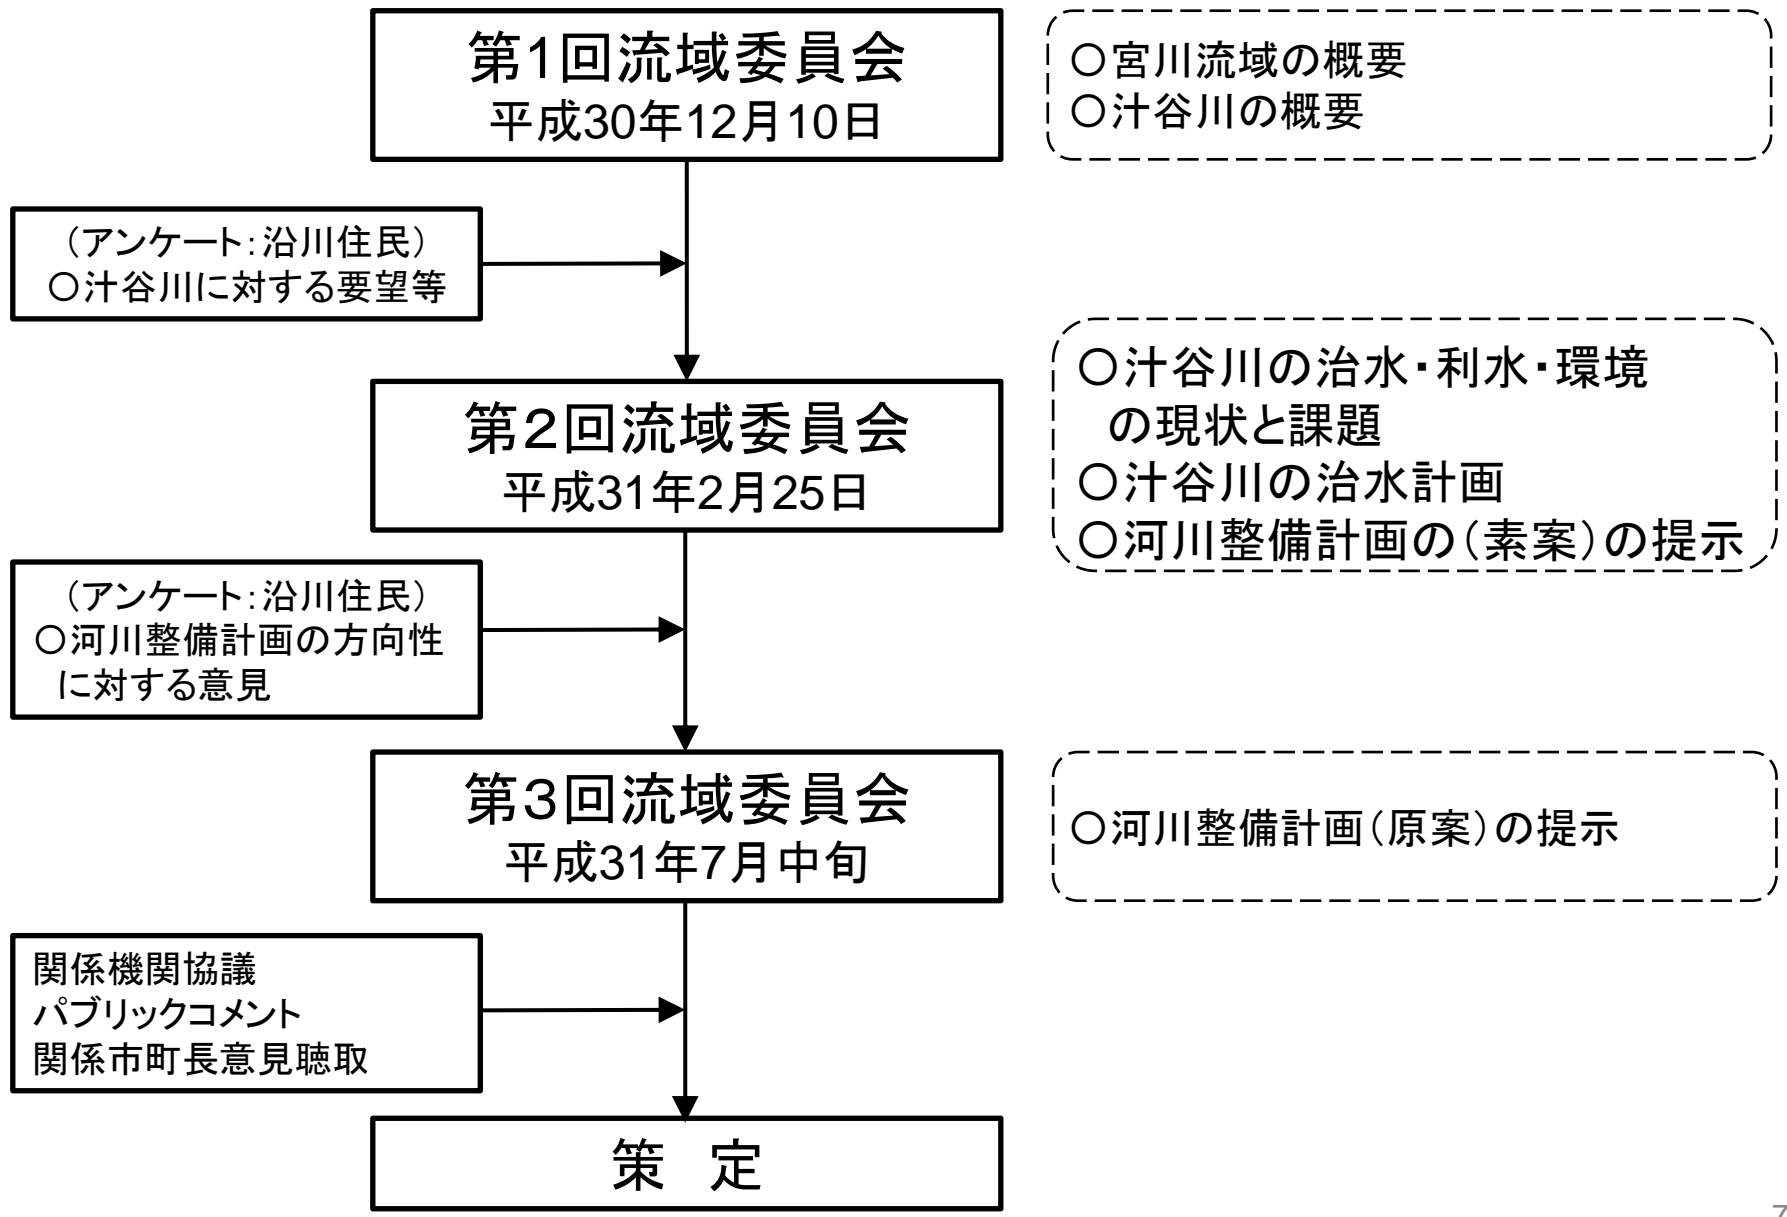 第1回流域委員会
平成30年12月10日
〇宮川流域の概要
〇汁谷川の概要
（アンケート：沿川住民）
〇汁谷川に対する要望等
第２回流域委員会
平成31年2月25日
〇汁谷川の治水・利水・環境
の現状と課題
〇汁谷川の治水計画
〇河川整備計画の（素案）の提示
（アンケート：沿川住民）
〇河川整備計画の方向性
に対する意見
第３回流域委員会
平成31年7月中旬
〇河川整備計画（原案）の提示
関係機関協議
パブリックコメント
関係市町長意見聴取
策　定
7